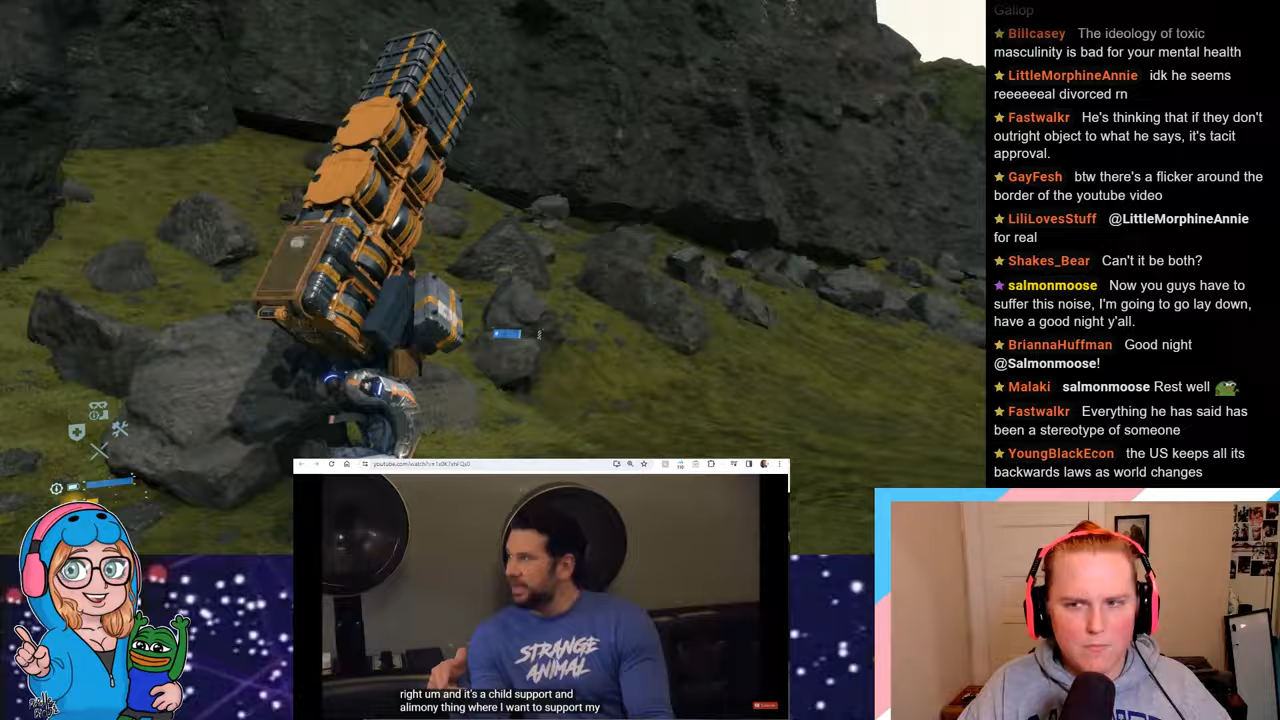 Gallop
Billcasey The ideology of toxic
masculinity is bad for your mental health
LittleMorphineAnnie idk he seems
reeeeeeal divorced rn
Fastwalkr He's thinking that if they don't
outright object to what he says, it's tacit
approval.
GayFesh btw there's a flicker around the
border of the youtube video
LiliLovesStuff @LittleMorphineAnnie
for real
Shakes_Bear Can't it be both?
salmonmoose Now you guys have to
suffer this noise, I'm going to go lay down,
have a good night y'all.
BriannaHuffman Good night
@Salmonmoose!
Malaki salmonmoose Rest well
Fastwalkr Everything he has said has
been a stereotype of someone
YoungBlackEcon the US keeps all its
backwards laws as world changes
STRANGE
ANIMAL
right um and it's a child support and
alimony thing where I want to support my